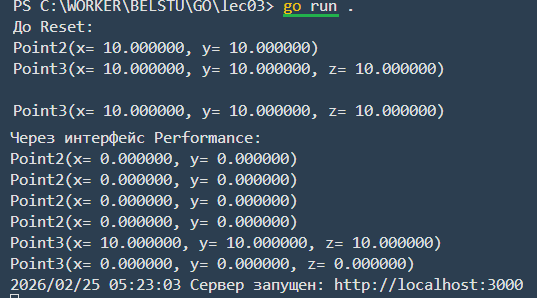 PS C:\WORKER\BELSTU\GO\lec03> go run .
До Reset:
Point2(x= 10.000000, y= 10.000000)
Point3(x= 10.000000, y= 10.000000, z= 10.000000)
Point3(x= 10.000000, y= 10.000000, z= 10.000000)
Через интерфейс Performance:
Point2(x= 0.000000, y= 0.000000)
Point2(x= 0.000000, y= 0.000000)
Point2(x= 0.000000, y= 0.000000)
Point2(x= 0.000000, y= 0.000000)
Point3(x= 10.000000, y= 10.000000, z= 10.000000)
Point3(x= 0.000000, y= 0.000000, z= 0.000000)
2026/02/25 05:23:03 Сервер запущен: http://localhost:3000